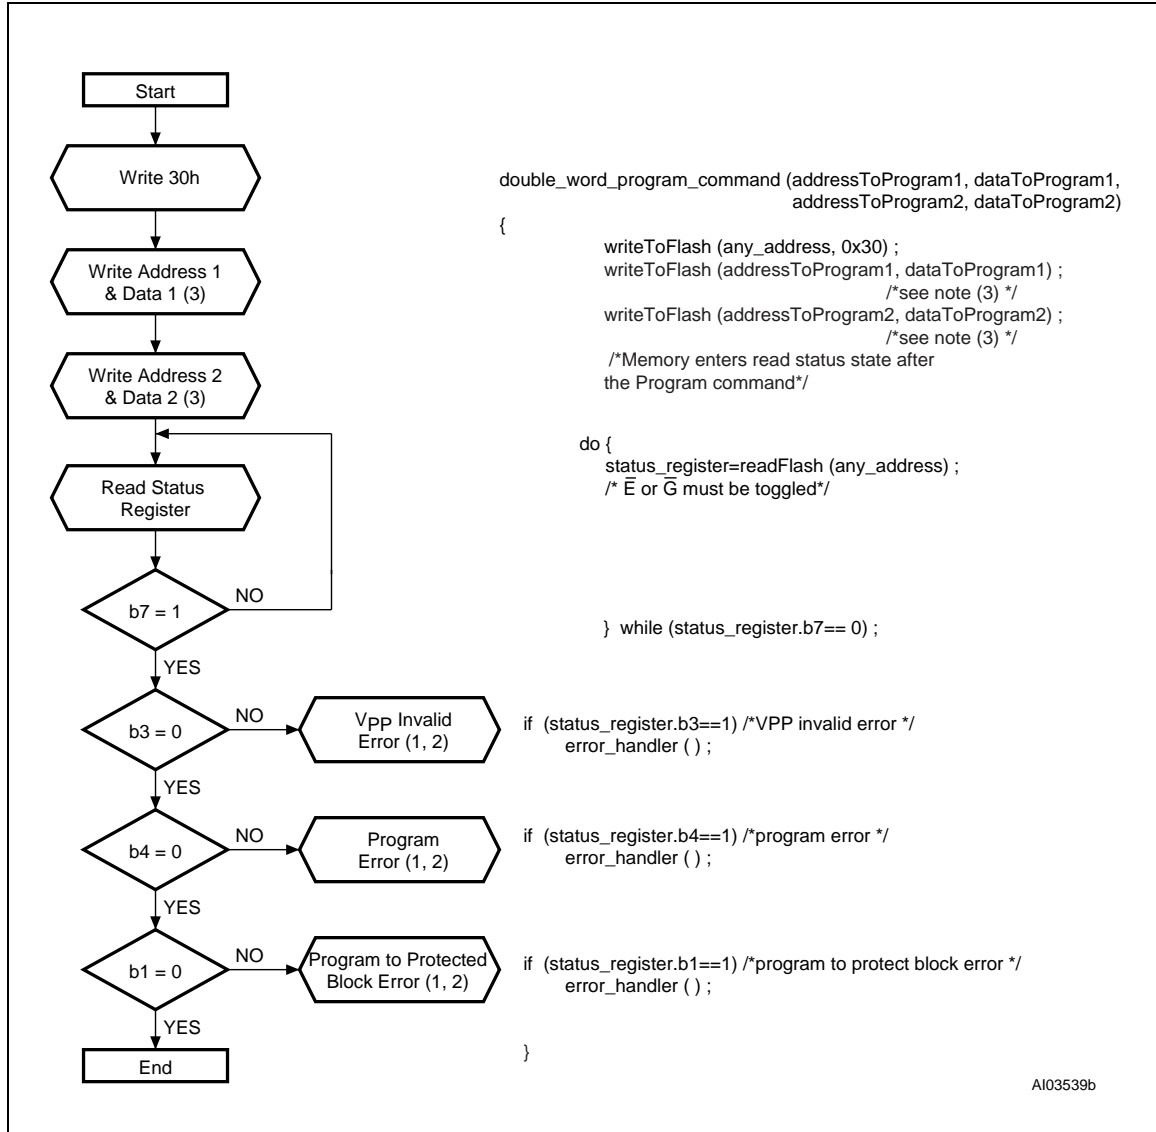 Start
Write 30h
Write Address 1
& Data 1 (3)
Write Address 2
& Data 2 (3)
Read Status
Register
b7 = 1
NO
YES
b3 = 0
NO
VPP Invalid
Error (1, 2)
YES
b4 = 0
NO
Program
Error (1, 2)
YES
b1 = 0
NO
Program to Protected
Block Error (1, 2)
YES
End
double_word_program_command (addressToProgram1, dataToProgram1,
addressToProgram2, dataToProgram2)
{
writeToFlash (any_address, 0x30) ;
writeToFlash (addressToProgram1, dataToProgram1) ;
/*see note (3) */
writeToFlash (addressToProgram2, dataToProgram2) ;
/*see note (3) */
/*Memory enters read status state after
the Program command*/
do {
status_register=readFlash (any_address) ;
/* E̅ or G̅ must be toggled*/
} while (status_register.b7== 0) ;
if (status_register.b3==1) /*VPP invalid error */
error_handler ( ) ;
if (status_register.b4==1) /*program error */
error_handler ( ) ;
if (status_register.b1==1) /*program to protect block error */
error_handler ( ) ;
}
AI03539b